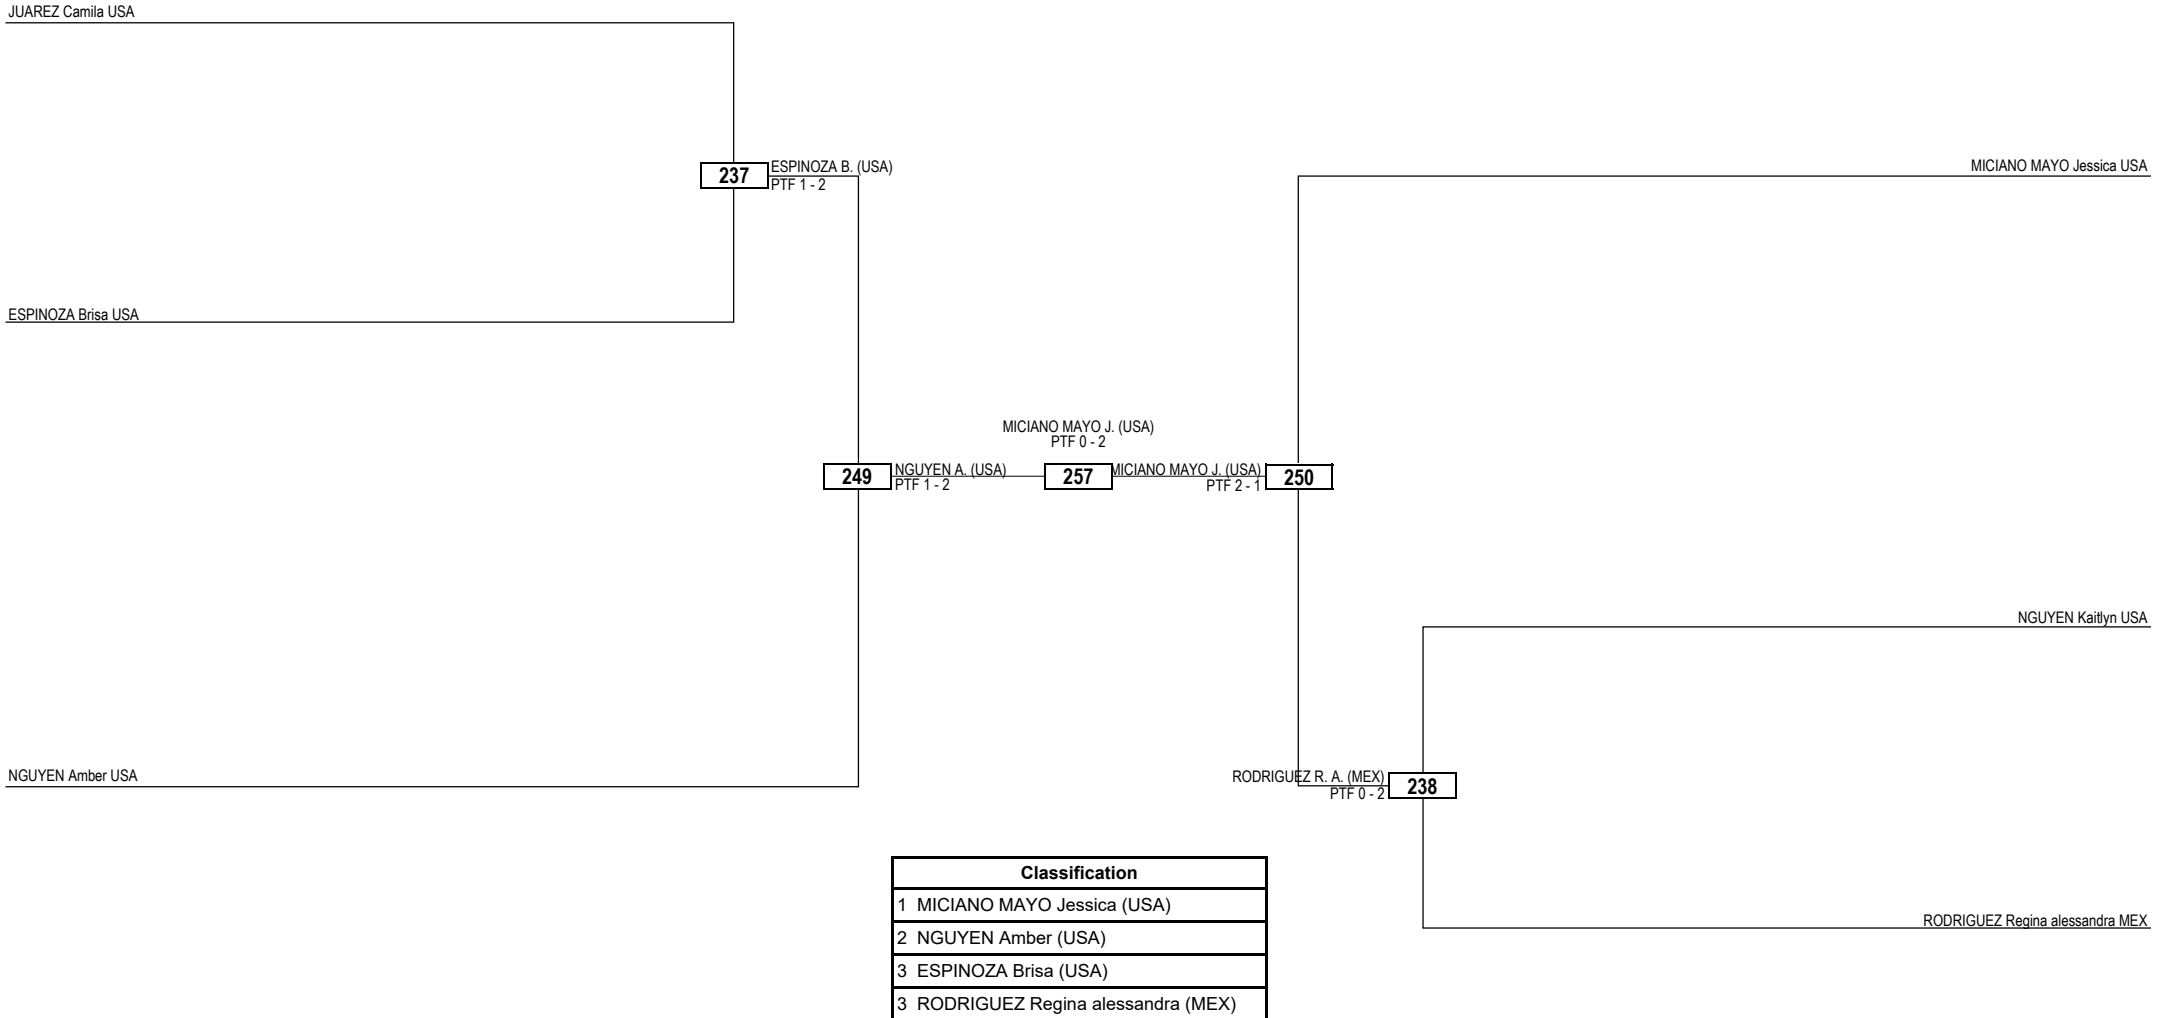 JUAREZ Camila USA
237
ESPINOZA B. (USA)
PTF 1 - 2
MICIANO MAYO Jessica USA
ESPINOZA Brisa USA
MICIANO MAYO J. (USA)
PTF 0 - 2
249
NGUYEN A. (USA)
PTF 1 - 2
257
MICIANO MAYO J. (USA)
PTF 2 - 1
250
NGUYEN Kaitlyn USA
NGUYEN Amber USA
RODRIGUEZ R. A. (MEX)
PTF 0 - 2
238
RODRIGUEZ Regina alessandra MEX
Classification
1 MICIANO MAYO Jessica (USA)
2 NGUYEN Amber (USA)
3 ESPINOZA Brisa (USA)
3 RODRIGUEZ Regina alessandra (MEX)